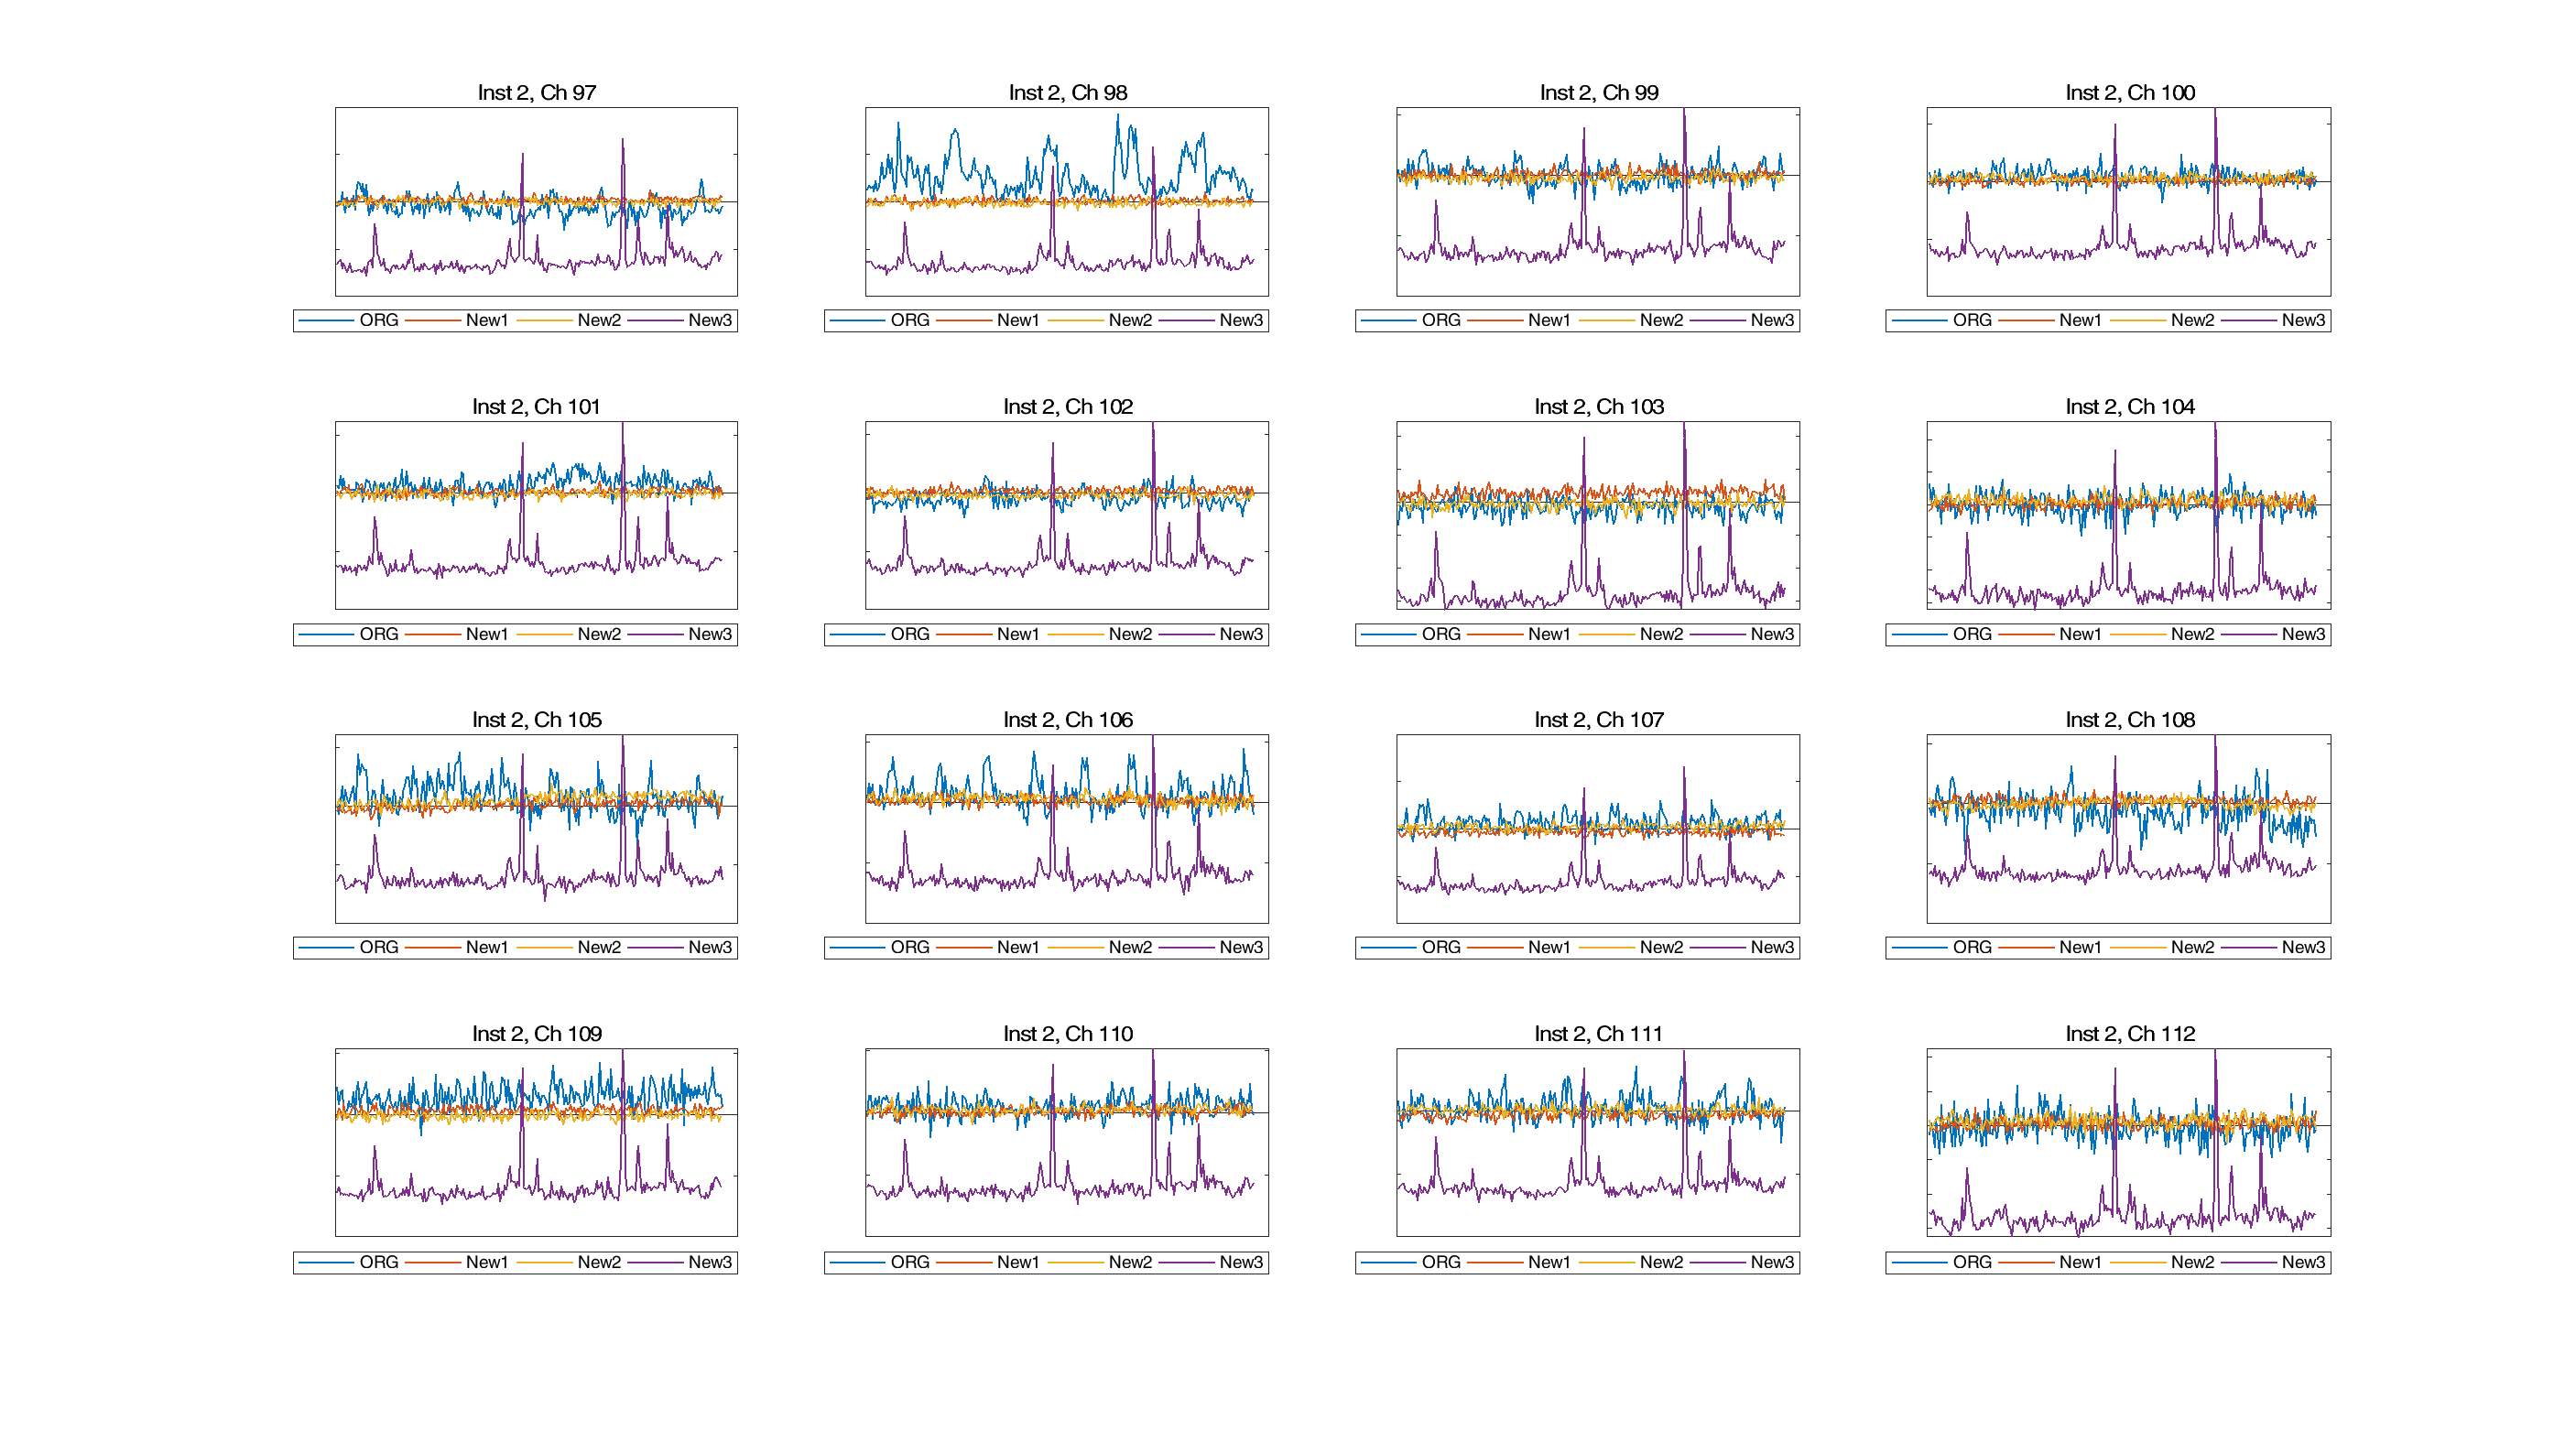 Inst 2, Ch 97
Inst 2, Ch 98
Inst 2, Ch 99
Inst 2, Ch 100
ORG New1 New2 New3
ORG New1 New2 New3
ORG New1 New2 New3
ORG New1 New2 New3
Inst 2, Ch 101
Inst 2, Ch 102
Inst 2, Ch 103
Inst 2, Ch 104
ORG New1 New2 New3
ORG New1 New2 New3
ORG New1 New2 New3
ORG New1 New2 New3
Inst 2, Ch 105
Inst 2, Ch 106
Inst 2, Ch 107
Inst 2, Ch 108
ORG New1 New2 New3
ORG New1 New2 New3
ORG New1 New2 New3
ORG New1 New2 New3
Inst 2, Ch 109
Inst 2, Ch 110
Inst 2, Ch 111
Inst 2, Ch 112
ORG New1 New2 New3
ORG New1 New2 New3
ORG New1 New2 New3
ORG New1 New2 New3